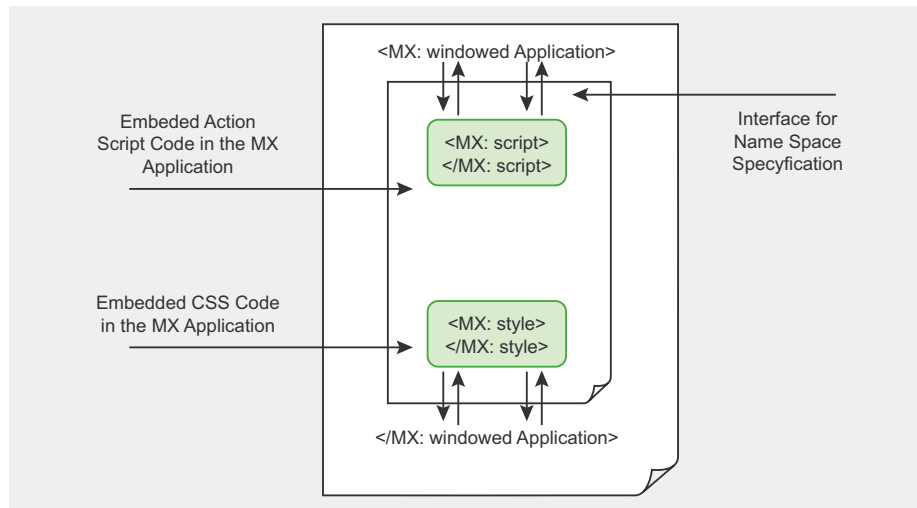 <MX: windowed Application>
Embeded Action
Script Code in the MX
Application
<MX: script>
</MX: script>
Interface for
Name Space
Specyfication
Embedded CSS Code
in the MX Application
<MX: style>
</MX: style>
</MX: windowed Application>